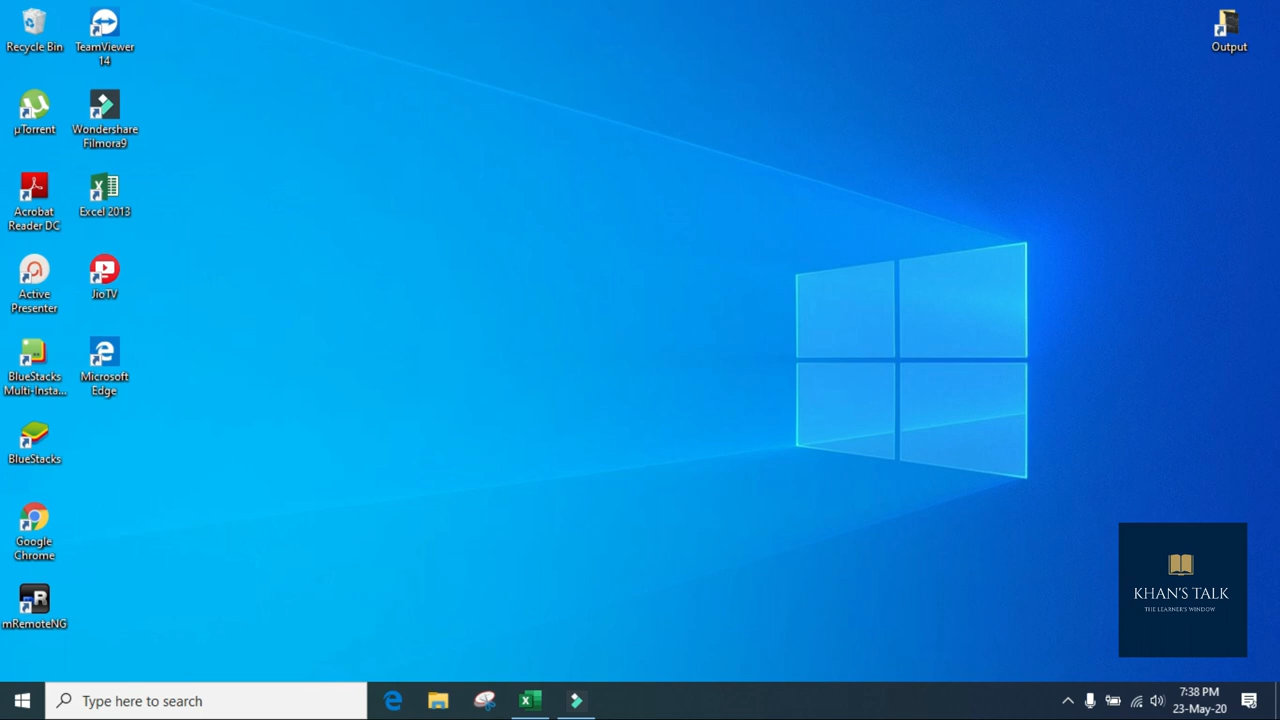 Recycle Bin
TeamViewer
14
Output
µTorrent
Wondershare
Filmora9
Acrobat
Reader DC
Excel 2013
Active
Presenter
JioTV
BlueStacks
Multi-Insta...
Microsoft
Edge
BlueStacks
Google
Chrome
mRemoteNG
KHAN'S TALK
THE LEARNER'S WINDOW
Type here to search
7:38 PM
23-May-20